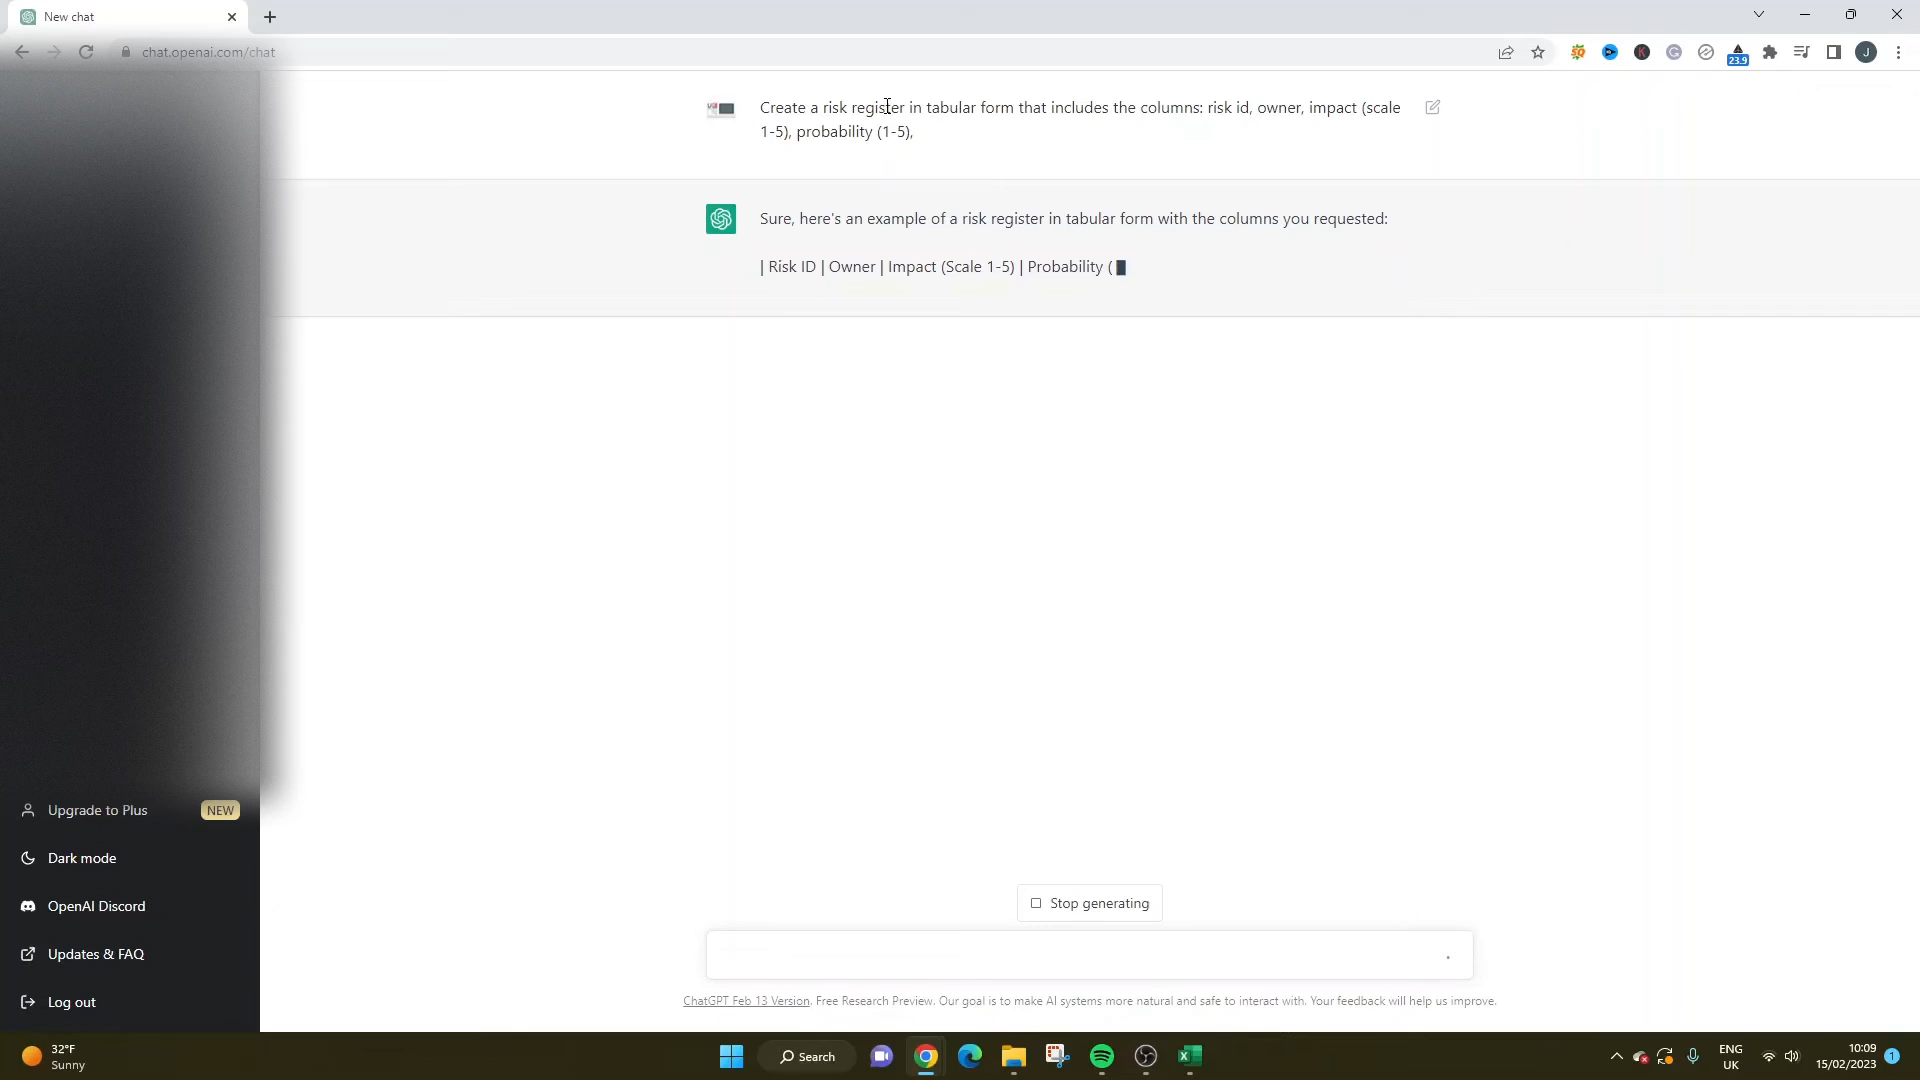 New chat
chat.openai.com/chat
23.9
J
Create a risk register in tabular form that includes the columns: risk id, owner, impact (scale
1-5), probability (1-5),
Sure, here's an example of a risk register in tabular form with the columns you requested:
| Risk ID | Owner | Impact (Scale 1-5) | Probability (
Upgrade to Plus NEW
Dark mode
OpenAI Discord
Updates & FAQ
Log out
Stop generating
ChatGPT Feb 13 Version. Free Research Preview. Our goal is to make AI systems more natural and safe to interact with. Your feedback will help us improve.
32°F
Sunny
Search
ENG
UK
10:09
15/02/2023
1